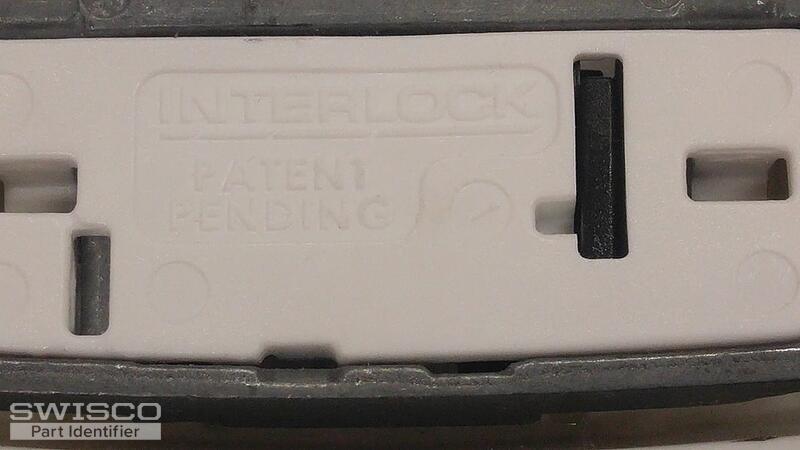 INTERLOCK
PATENT
PENDING
SWISCO
Part Identifier